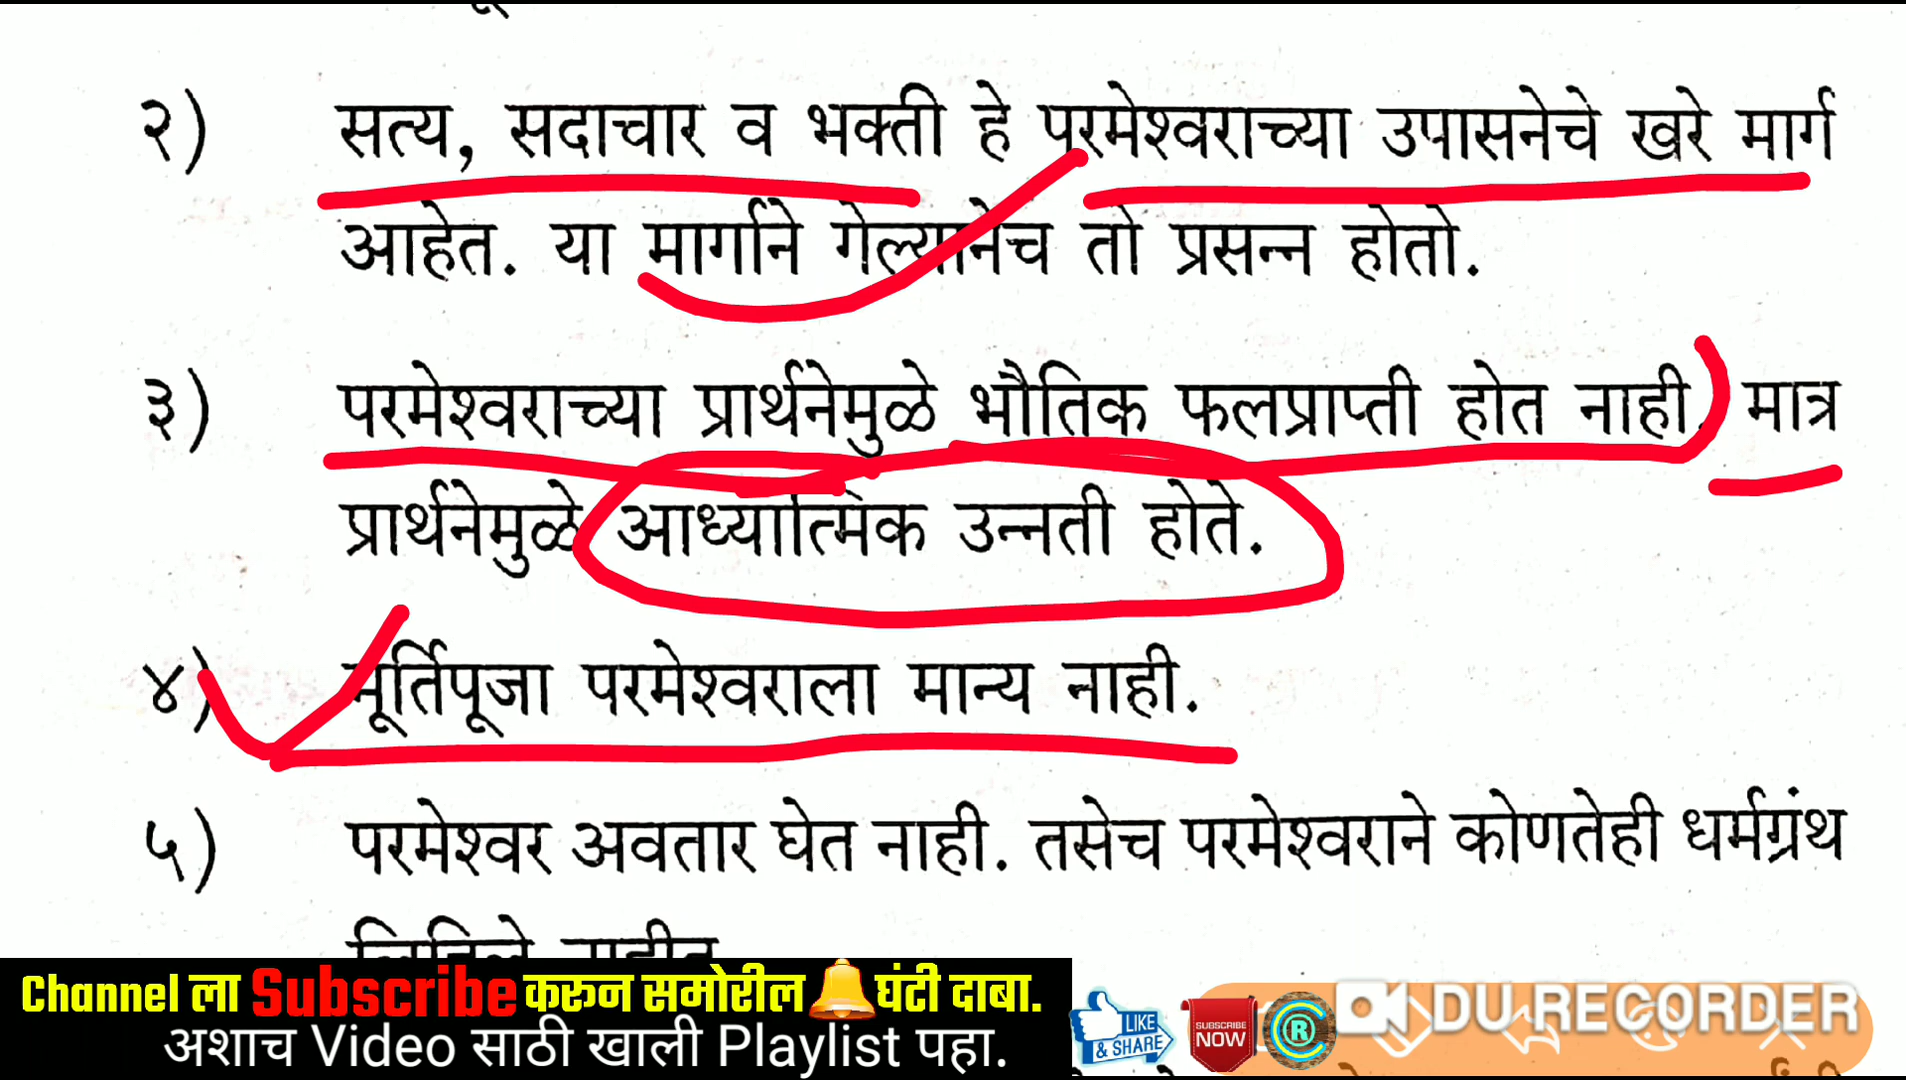 २) सत्य, सदाचार व भक्ती हे परमेश्वराच्या उपासनेचे खरे मार्ग
आहेत. या मार्गाने गेल्यानेच तो प्रसन्न होतो.
३) परमेश्वराच्या प्रार्थनेमुळे भौतिक फलप्राप्ती होत नाही. मात्र
प्रार्थनेमुळे आध्यात्मिक उन्नती होते.
४) मूर्तिपूजा परमेश्वराला मान्य नाही.
५) परमेश्वर अवतार घेत नाही. तसेच परमेश्वराने कोणतेही धर्मग्रंथ
Channel ला Subscribe करून समोरील घंटी दाबा.
अशाच Video साठी खाली Playlist पहा.
LIKE
& SHARE
SUBSCRIBE
NOW
®
DU RECORDER